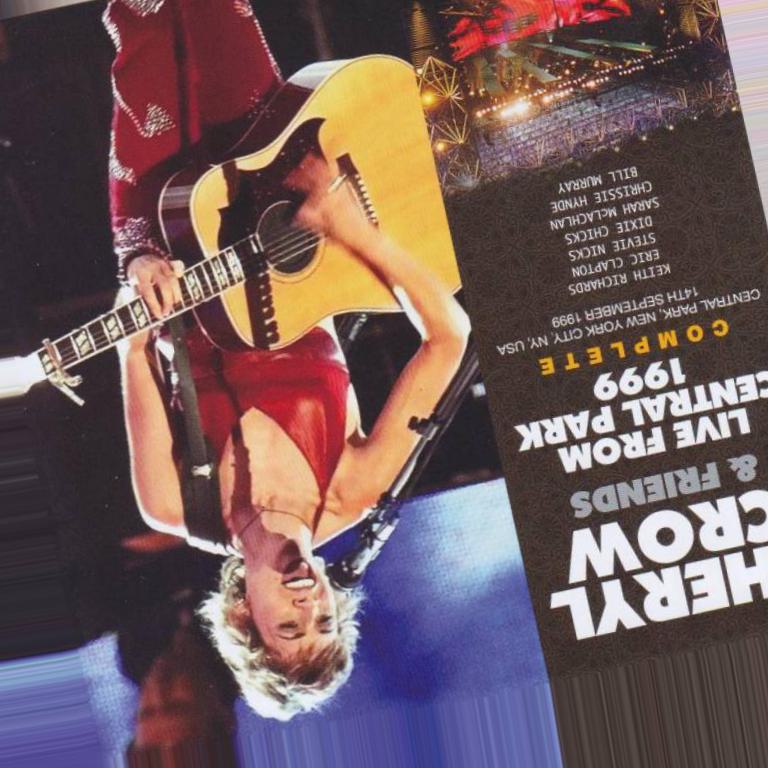 HERYL
CROW
& FRIENDS
LIVE FROM
CENTRAL PARK
1999
COMPLETE
CENTRAL PARK, NEW YORK CITY, NY, USA
14TH SEPTEMBER 1999
KEITH RICHARDS
ERIC CLAPTON
STEVIE NICKS
DIXIE CHICKS
SARAH McLACHLAN
CHRISSIE HYNDE
BILL MURRAY